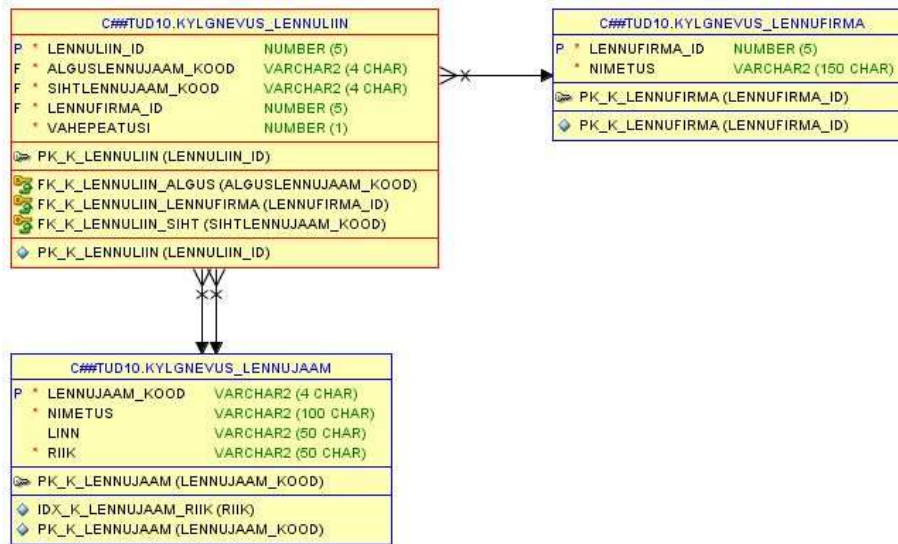 C##TUD10.KYLGNEVUS_LENNULIIN
P * LENNULIIN_ID NUMBER (5)
F * ALGUSLENNUJAAM_KOOD VARCHAR2 (4 CHAR)
F * SIHTLENNUJAAM_KOOD VARCHAR2 (4 CHAR)
F * LENNUFIRMA_ID NUMBER (5)
* VAHEPEATUSI NUMBER (1)
PK_K_LENNULIIN (LENNULIIN_ID)
FK_K_LENNULIIN_ALGUS (ALGUSLENNUJAAM_KOOD)
FK_K_LENNULIIN_LENNUFIRMA (LENNUFIRMA_ID)
FK_K_LENNULIIN_SIHT (SIHTLENNUJAAM_KOOD)
PK_K_LENNULIIN (LENNULIIN_ID)
C##TUD10.KYLGNEVUS_LENNUFIRMA
P * LENNUFIRMA_ID NUMBER (5)
* NIMETUS VARCHAR2 (150 CHAR)
PK_K_LENNUFIRMA (LENNUFIRMA_ID)
PK_K_LENNUFIRMA (LENNUFIRMA_ID)
C##TUD10.KYLGNEVUS_LENNUJAAM
P * LENNUJAAM_KOOD VARCHAR2 (4 CHAR)
* NIMETUS VARCHAR2 (100 CHAR)
LINN VARCHAR2 (50 CHAR)
* RIIK VARCHAR2 (50 CHAR)
PK_K_LENNUJAAM (LENNUJAAM_KOOD)
IDX_K_LENNUJAAM_RIIK (RIIK)
PK_K_LENNUJAAM (LENNUJAAM_KOOD)